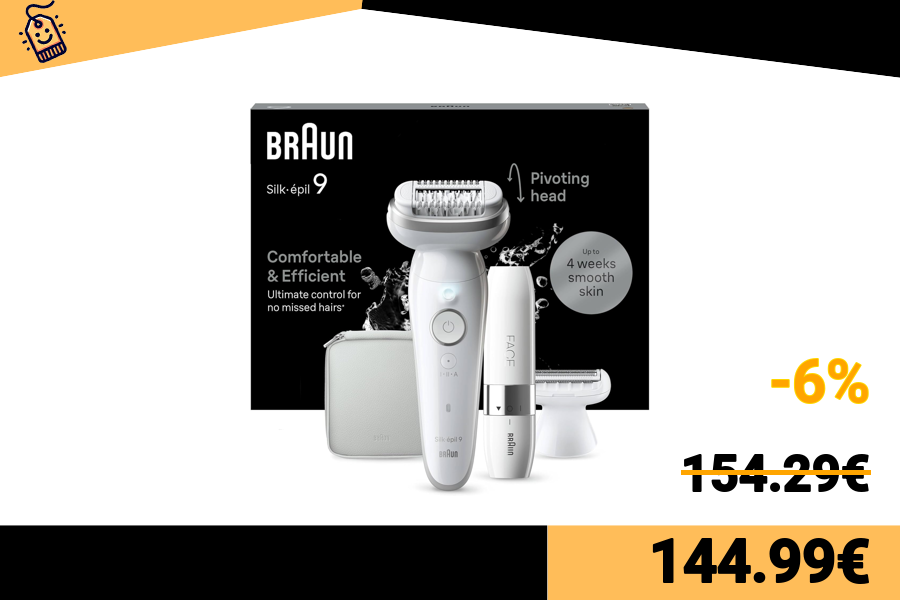 BRAUN
Silk·épil 9
Pivoting
head
Comfortable
& Efficient
Ultimate control for
no missed hairs*
Up to
4 weeks
smooth
skin
FACE
BRAUN
Silk·épil 9
BRAUN
-6%
154.29€
144.99€